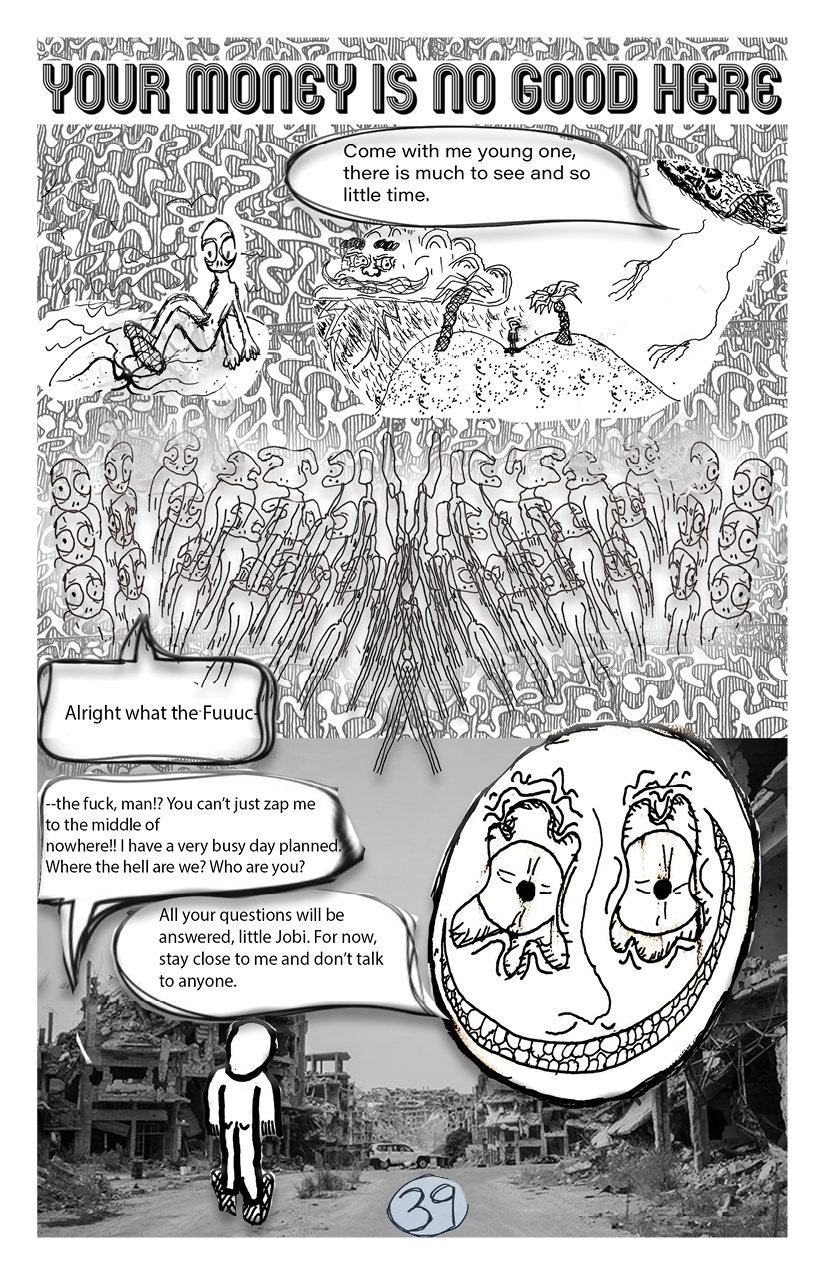 YOUR MONEY IS NO GOOD HERE
Come with me young one,
there is much to see and so
little time.
Alright what the Fuuuc-
--the fuck, man!? You can't just zap me
to the middle of
nowhere!! I have a very busy day planned.
Where the hell are we? Who are you?
All your questions will be
answered, little Jobi. For now,
stay close to me and don't talk
to anyone.
39